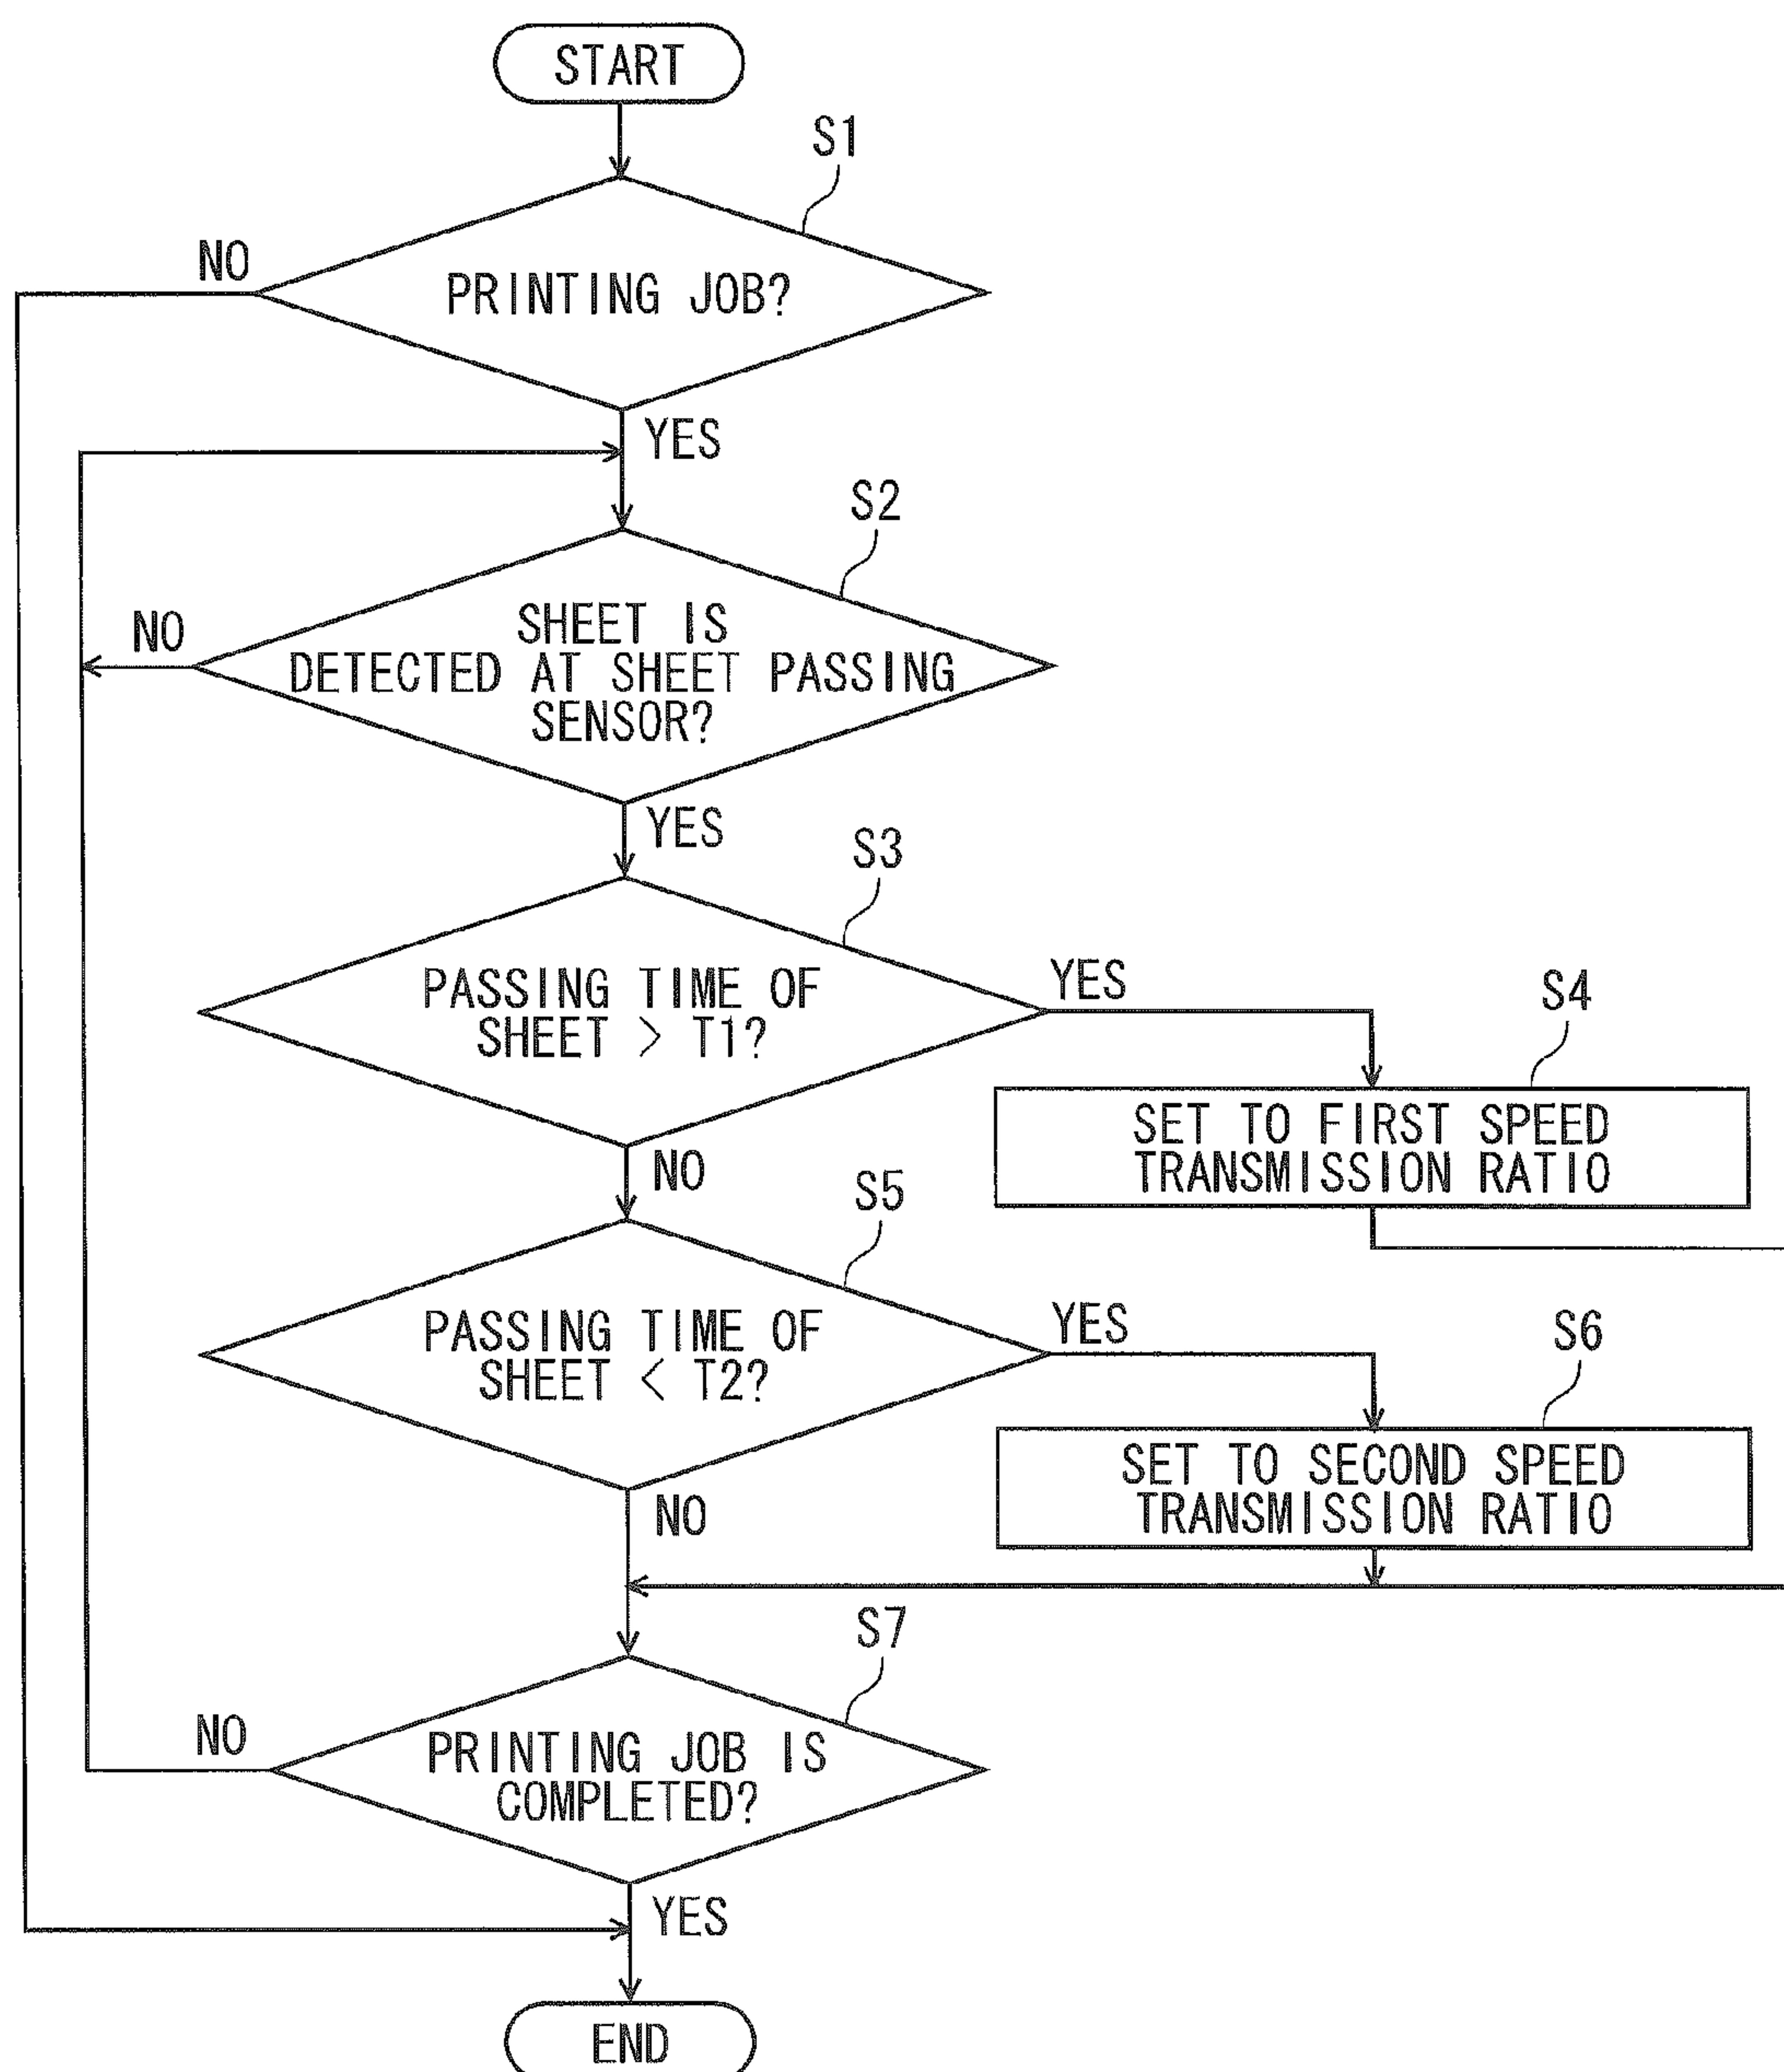 START
S1
NO
PRINTING JOB?
YES
S2
NO
SHEET IS
DETECTED AT SHEET PASSING
SENSOR?
YES
S3
PASSING TIME OF
SHEET > T1?
YES
S4
SET TO FIRST SPEED
TRANSMISSION RATIO
NO
S5
PASSING TIME OF
SHEET < T2?
YES
S6
SET TO SECOND SPEED
TRANSMISSION RATIO
NO
S7
NO
PRINTING JOB IS
COMPLETED?
YES
END